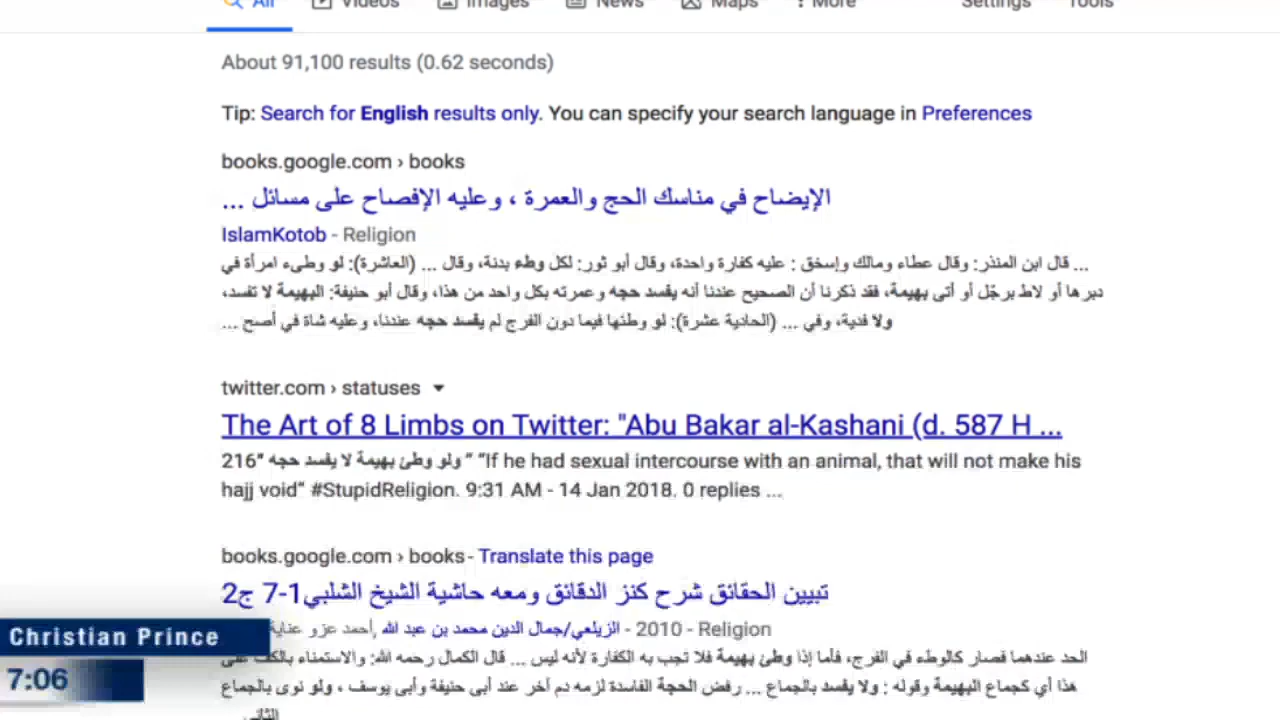 All Videos Images News Maps More Settings Tools
About 91,100 results (0.62 seconds)
Tip: Search for English results only. You can specify your search language in Preferences
books.google.com › books
الإيضاح في مناسك الحج والعمرة ، وعليه الإفصاح على مسائل ...
IslamKotob - Religion
... قال ابن المنذر: وقال عطاء ومالك وإسحق : عليه كفارة واحدة، وقال أبو ثور: لكل وطء بدنة، وقال ... (العاشرة): لو وطىء امرأة في
دبرها أو لاط برجُل أو أتى بهيمة، فقد ذكرنا أن الصحيح عندنا أنه يفسد حجه وعمرته بكل واحد من هذا، وقال أبو حنيفة: البهيمة لا تفسد،
ولا فدية، وفي ... (الحادية عشرة): لو وطئها فيما دون الفرج لم يفسد حجه عندنا، وعليه شاة في أصح ...
twitter.com › statuses
The Art of 8 Limbs on Twitter: "Abu Bakar al-Kashani (d. 587 H ...
216" ولو وطئ بهيمة لا يفسد حجه" "If he had sexual intercourse with an animal, that will not make his
hajj void“ #StupidReligion. 9:31 AM - 14 Jan 2018. 0 replies ...
books.google.com › books - Translate this page
تبيين الحقائق شرح كنز الدقائق ومعه حاشية الشيخ الشلبي 1-7 ج2
الزيلعي/جمال الدين محمد بن عبد الله, أحمد عزو عناية - 2010 - Religion
الحد عندهما فصار كالوطء في الفرج، فأما إذا وطئ بهيمة فلا تجب به الكفارة لأنه ليس ... قال الكمال رحمه الله: والاستمناء بالكف على
هذا أي كجماع البهيمة وقوله : ولا يفسد بالجماع ... رفض الحجة الفاسدة لزمه دم آخر عند أبي حنيفة وأبي يوسف ، ولو نوى بالجماع
الثاني
Christian Prince
7:06